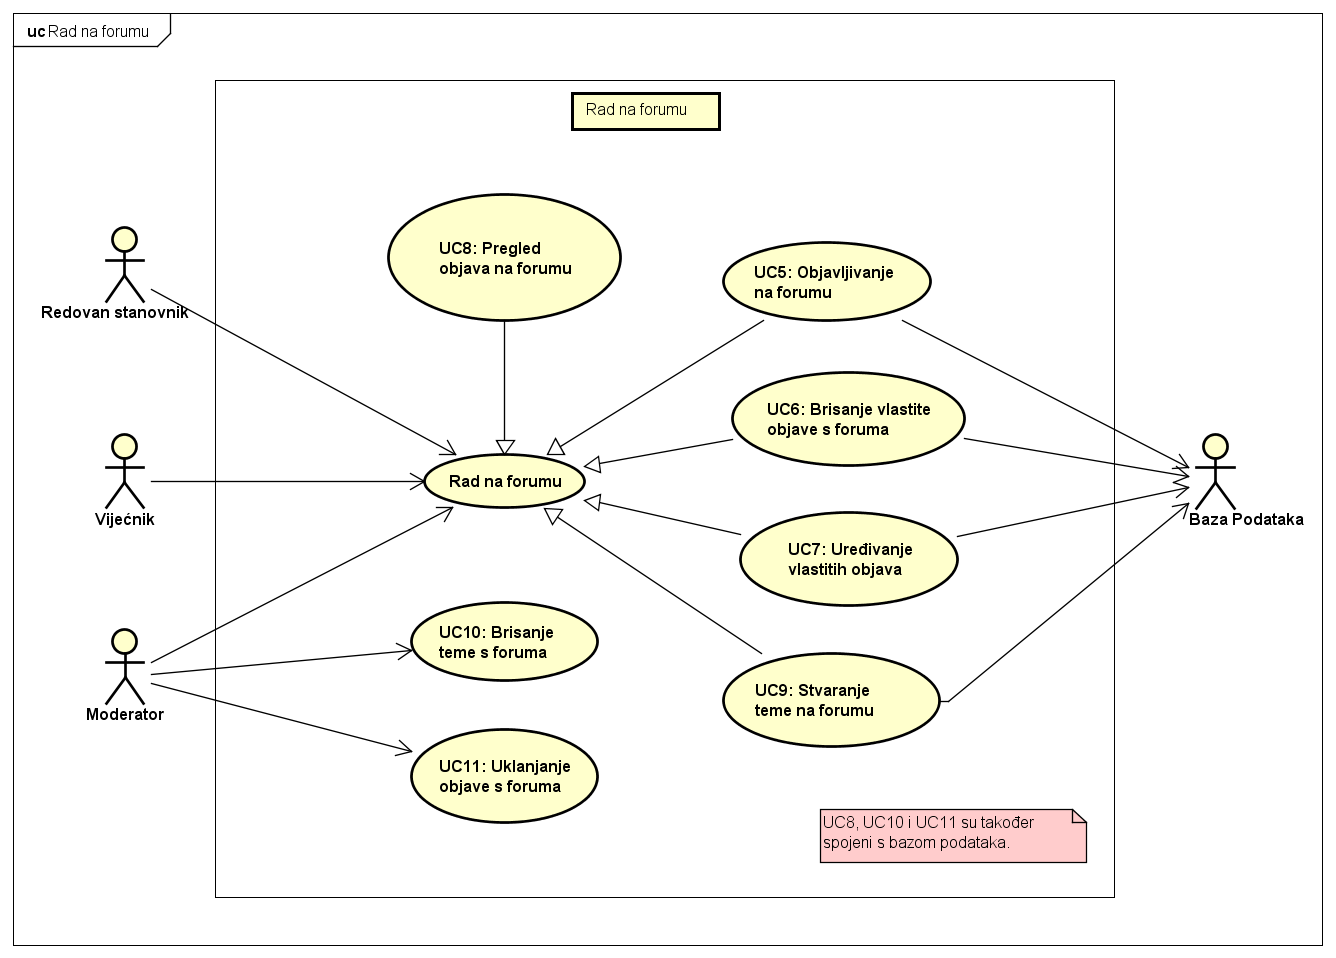 uc Rad na forumu
Rad na forumu
UC8: Pregled
objava na forumu
UC5: Objavljivanje
na forumu
Redovan stanovnik
UC6: Brisanje vlastite
objave s foruma
Rad na forumu
Vijećnik
Baza Podataka
UC7: Uređivanje
vlastitih objava
UC10: Brisanje
teme s foruma
Moderator
UC9: Stvaranje
teme na forumu
UC11: Uklanjanje
objave s foruma
UC8, UC10 i UC11 su također
spojeni s bazom podataka.